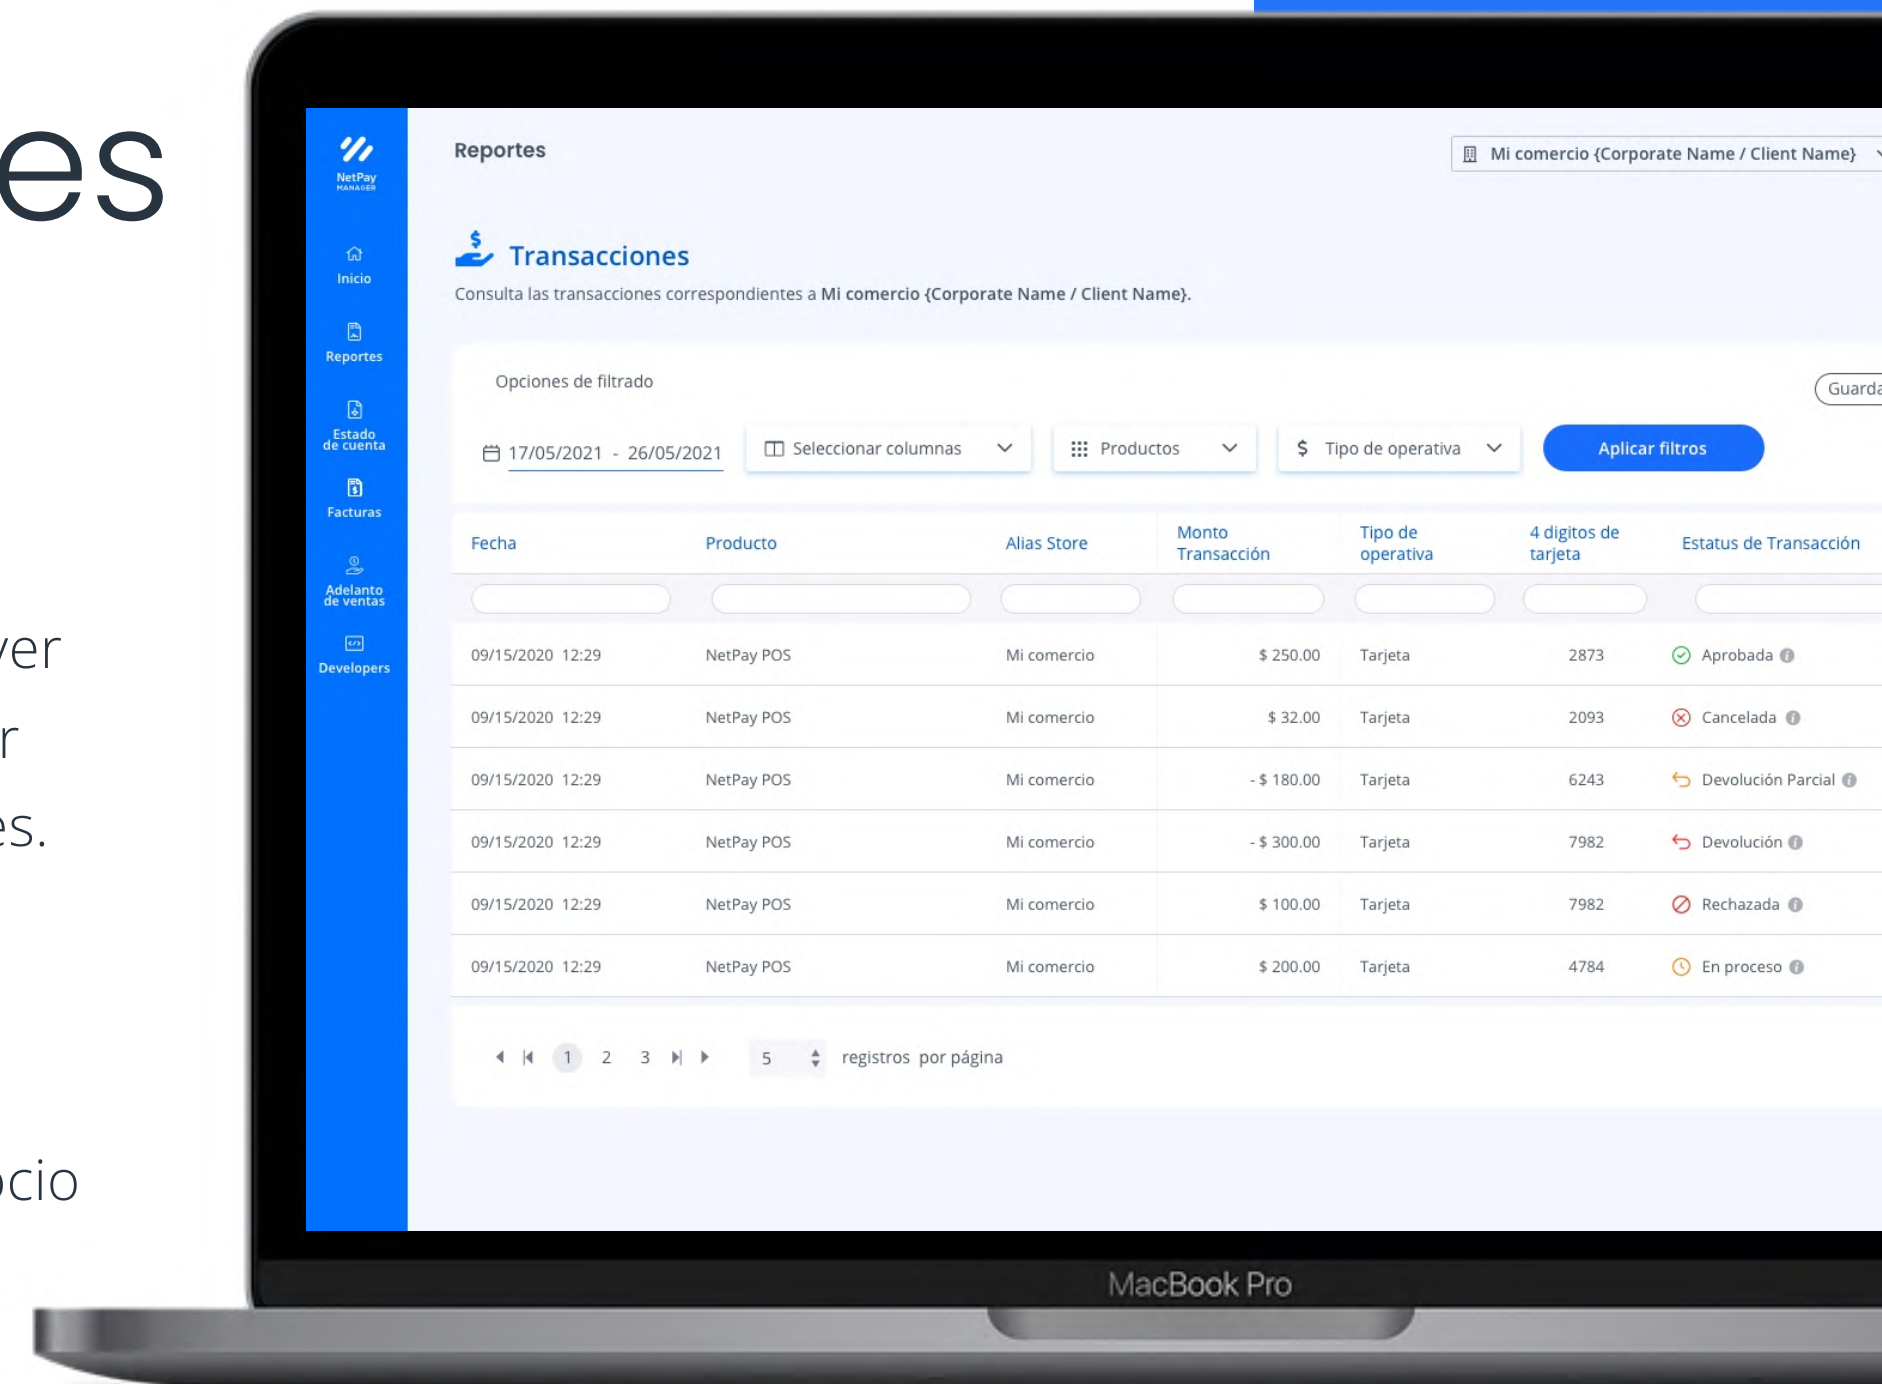 es
ver
r
es.
ocio
NetPay
MANAGER
Inicio
Reportes
Estado
de cuenta
Facturas
Adelanto
de ventas
Developers
Reportes
Mi comercio {Corporate Name / Client Name}
Transacciones
Consulta las transacciones correspondientes a Mi comercio {Corporate Name / Client Name}.
Opciones de filtrado
Guarda
17/05/2021 - 26/05/2021 Seleccionar columnas Productos $ Tipo de operativa Aplicar filtros
Fecha Producto Alias Store Monto Transacción Tipo de operativa 4 digitos de tarjeta Estatus de Transacción
09/15/2020 12:29 NetPay POS Mi comercio $ 250.00 Tarjeta 2873 Aprobada
09/15/2020 12:29 NetPay POS Mi comercio $ 32.00 Tarjeta 2093 Cancelada
09/15/2020 12:29 NetPay POS Mi comercio - $ 180.00 Tarjeta 6243 Devolución Parcial
09/15/2020 12:29 NetPay POS Mi comercio - $ 300.00 Tarjeta 7982 Devolución
09/15/2020 12:29 NetPay POS Mi comercio $ 100.00 Tarjeta 7982 Rechazada
09/15/2020 12:29 NetPay POS Mi comercio $ 200.00 Tarjeta 4784 En proceso
1 2 3 5 registros por página
MacBook Pro